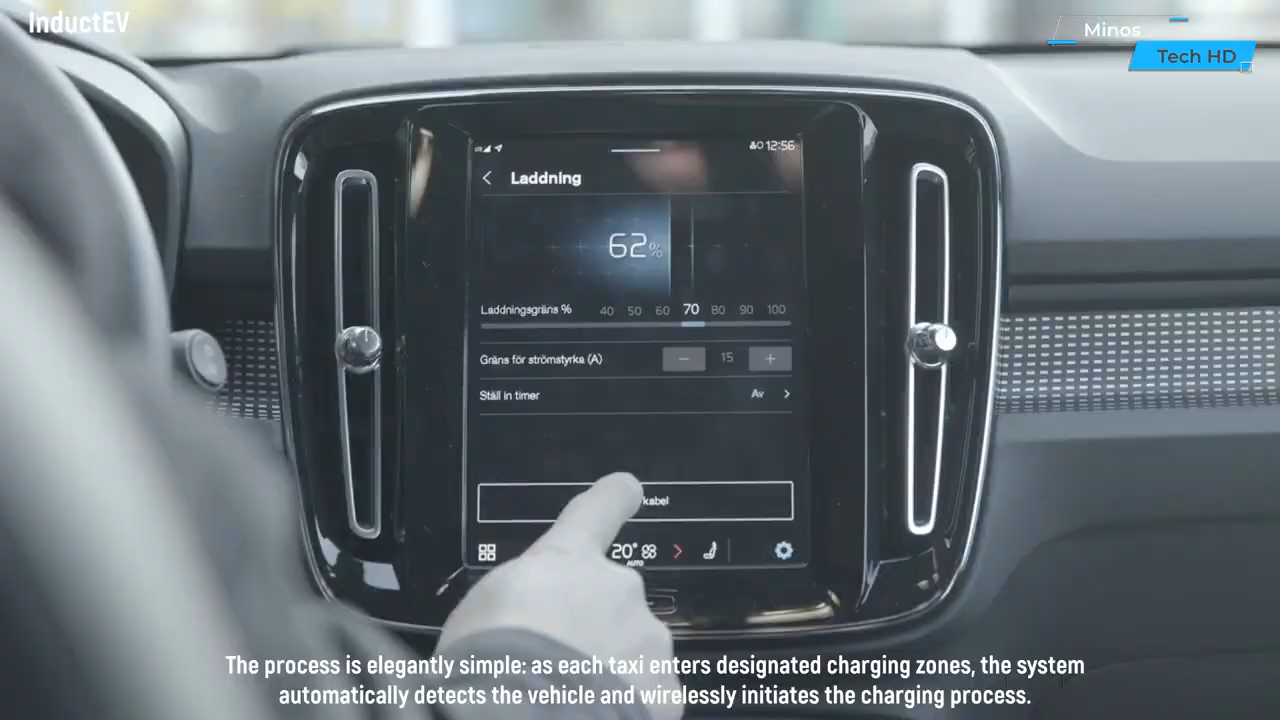 InductEV
Minos
Tech HD
12:56
Laddning
62%
Laddningsgräns % 40 50 60 70 80 90 100
Gräns för strömstyrka (A) − 15 +
Ställ in timer Av
kabel
20°
AUTO
The process is elegantly simple: as each taxi enters designated charging zones, the system
automatically detects the vehicle and wirelessly initiates the charging process.